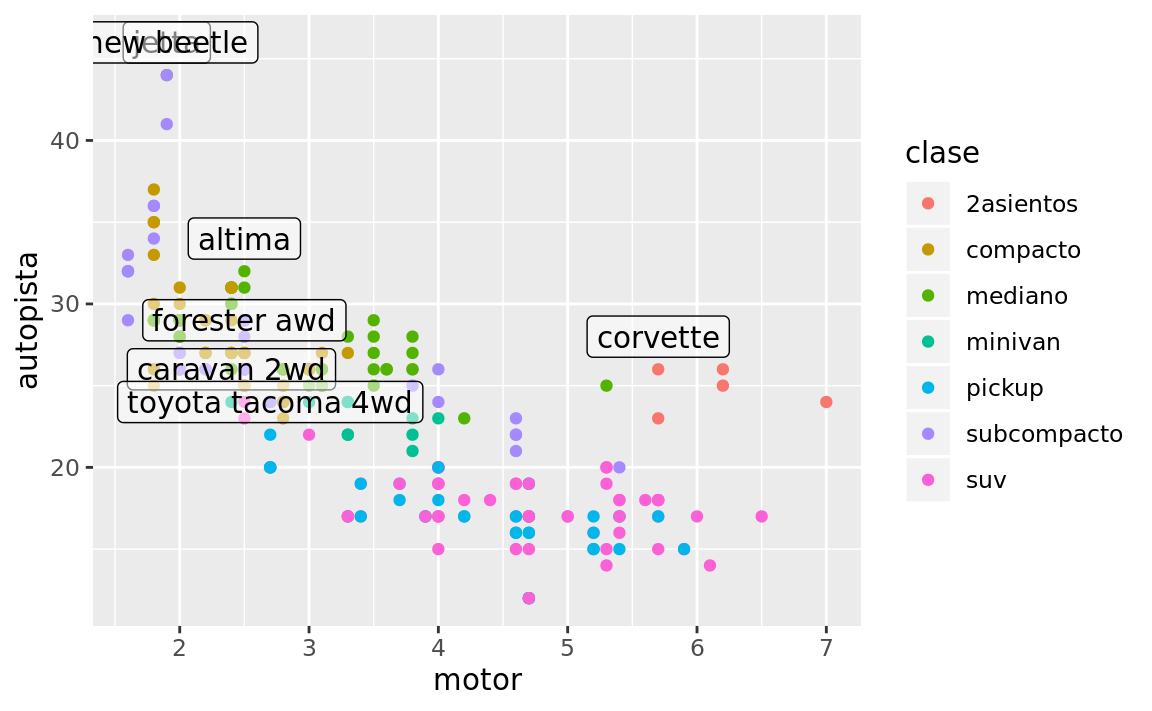 new beetle
jetta
40
altima
30
forester awd
corvette
caravan 2wd
toyota tacoma 4wd
20
autopista
2 3 4 5 6 7
motor
clase
2asientos
compacto
mediano
minivan
pickup
subcompacto
suv